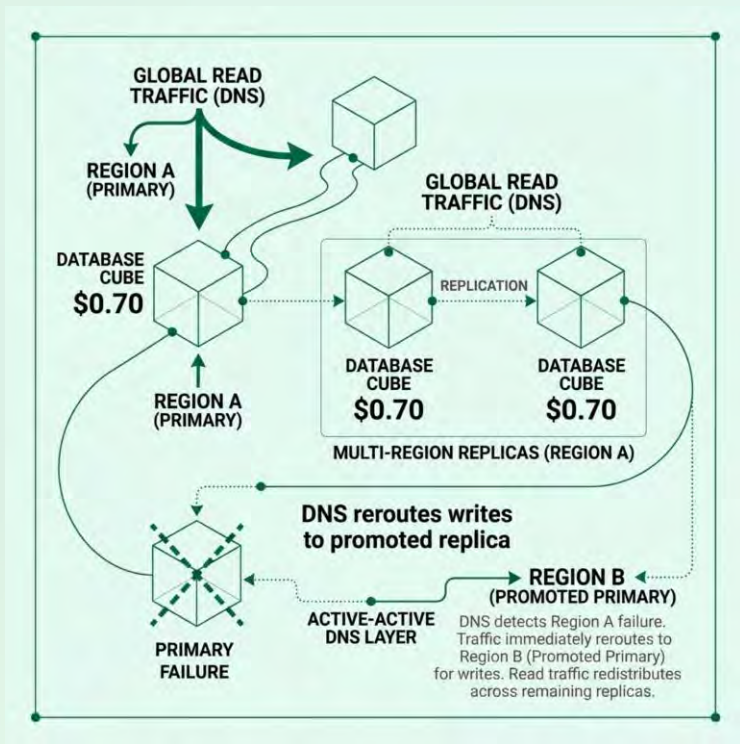 GLOBAL READ
TRAFFIC (DNS)
REGION A
(PRIMARY)
GLOBAL READ
TRAFFIC (DNS)
DATABASE
CUBE
$0.70
REPLICATION
REGION A
(PRIMARY)
DATABASE
CUBE
$0.70
DATABASE
CUBE
$0.70
MULTI-REGION REPLICAS (REGION A)
DNS reroutes writes
to promoted replica
PRIMARY
FAILURE
ACTIVE-ACTIVE
DNS LAYER
REGION B
(PROMOTED PRIMARY)
DNS detects Region A failure.
Traffic immediately reroutes to
Region B (Promoted Primary)
for writes. Read traffic redistributes
across remaining replicas.